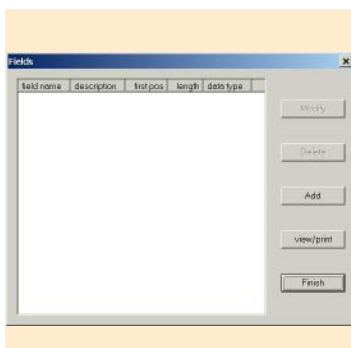 Fields
field name description first pos length data type
Modify
Delete
Add
view/print
Finish